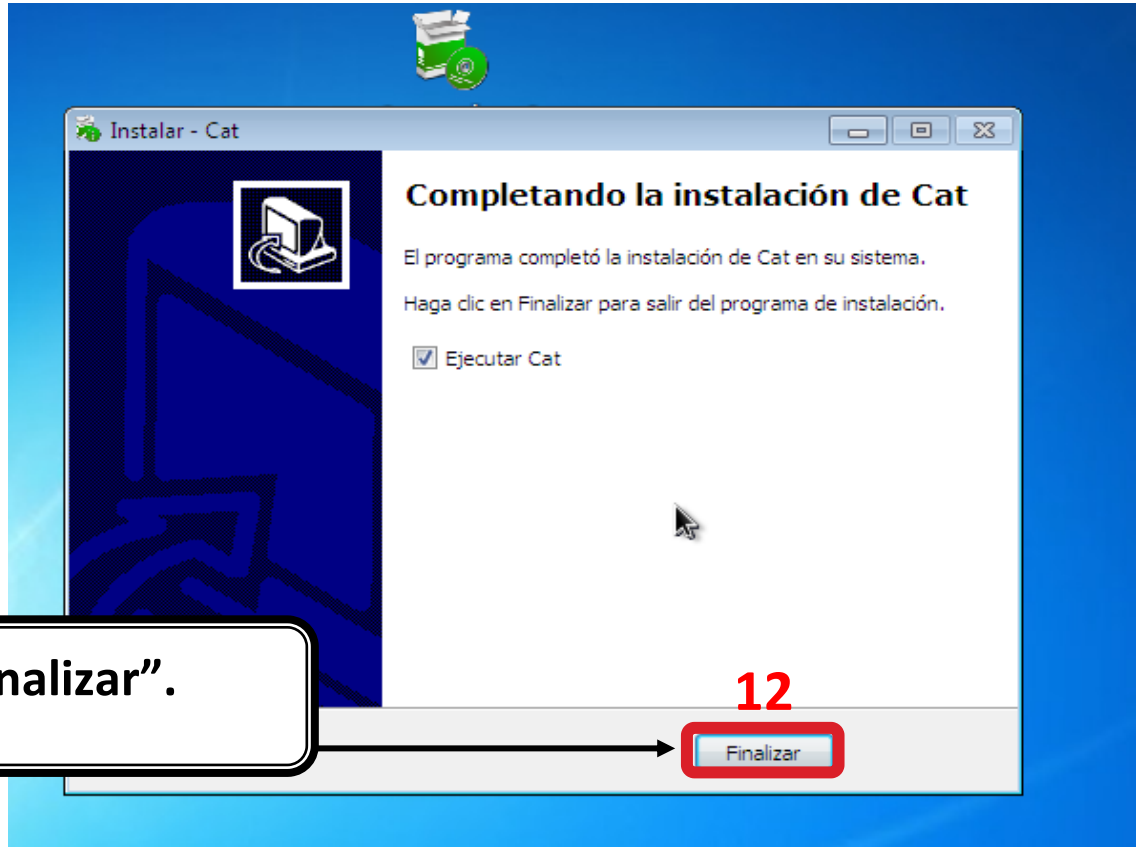 Instalar - Cat
Completando la instalación de Cat
El programa completó la instalación de Cat en su sistema.
Haga clic en Finalizar para salir del programa de instalación.
Ejecutar Cat
nalizar”.
12
Finalizar